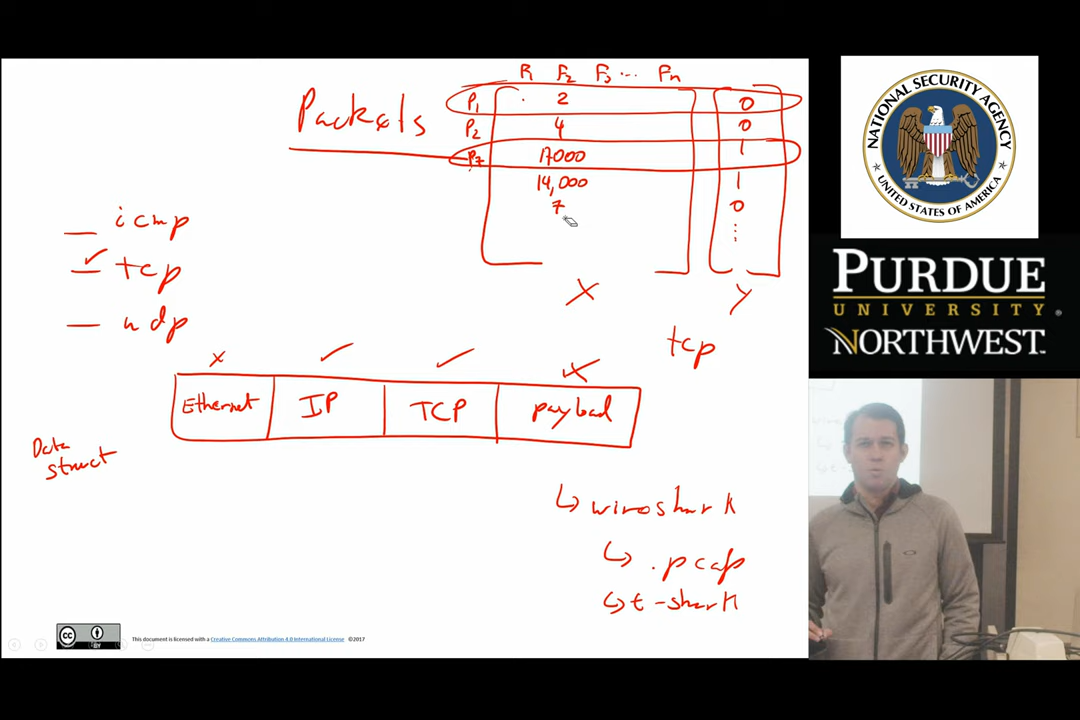 F1 F2 F3 ... Fn
Packets
P1 . 2 0
P2 4 0
P7 17000 1
14,000 1
7 0
⋮
X Y
icmp
tcp
udp
tcp
Ethernet IP TCP payload
Data
struct
↳ wireshark
↳ .pcap
↳ t-shark
NATIONAL SECURITY AGENCY
UNITED STATES OF AMERICA
PURDUE
UNIVERSITY
NORTHWEST
cc
BY
This document is licensed with a Creative Commons Attribution 4.0 International License ©2017